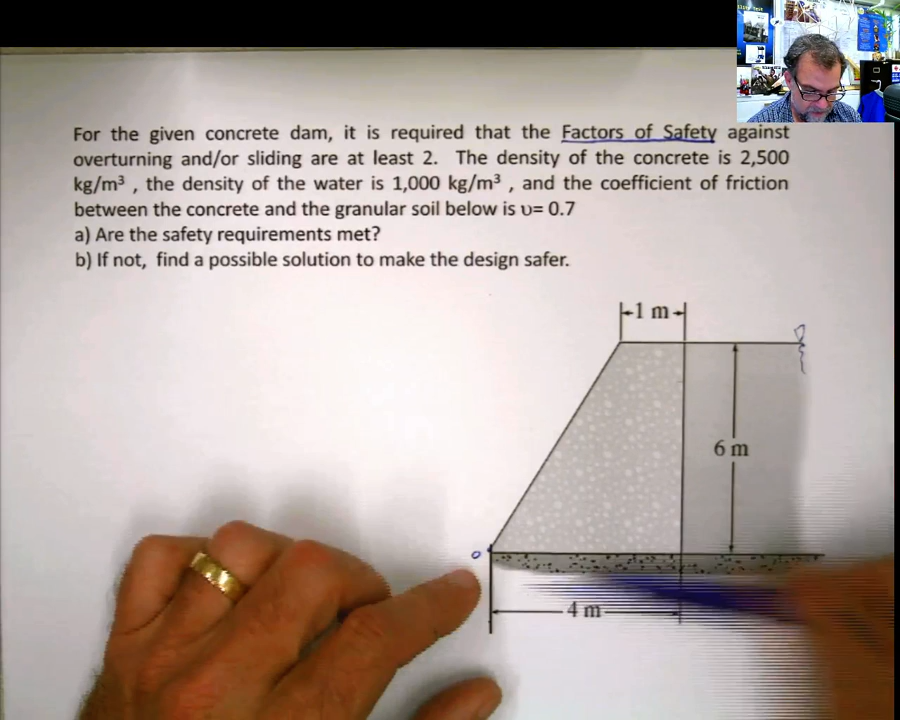 For the given concrete dam, it is required that the Factors of Safety against
overturning and/or sliding are at least 2. The density of the concrete is 2,500
kg/m³ , the density of the water is 1,000 kg/m³ , and the coefficient of friction
between the concrete and the granular soil below is υ= 0.7
a) Are the safety requirements met?
b) If not, find a possible solution to make the design safer.
1 m
6 m
o
4 m